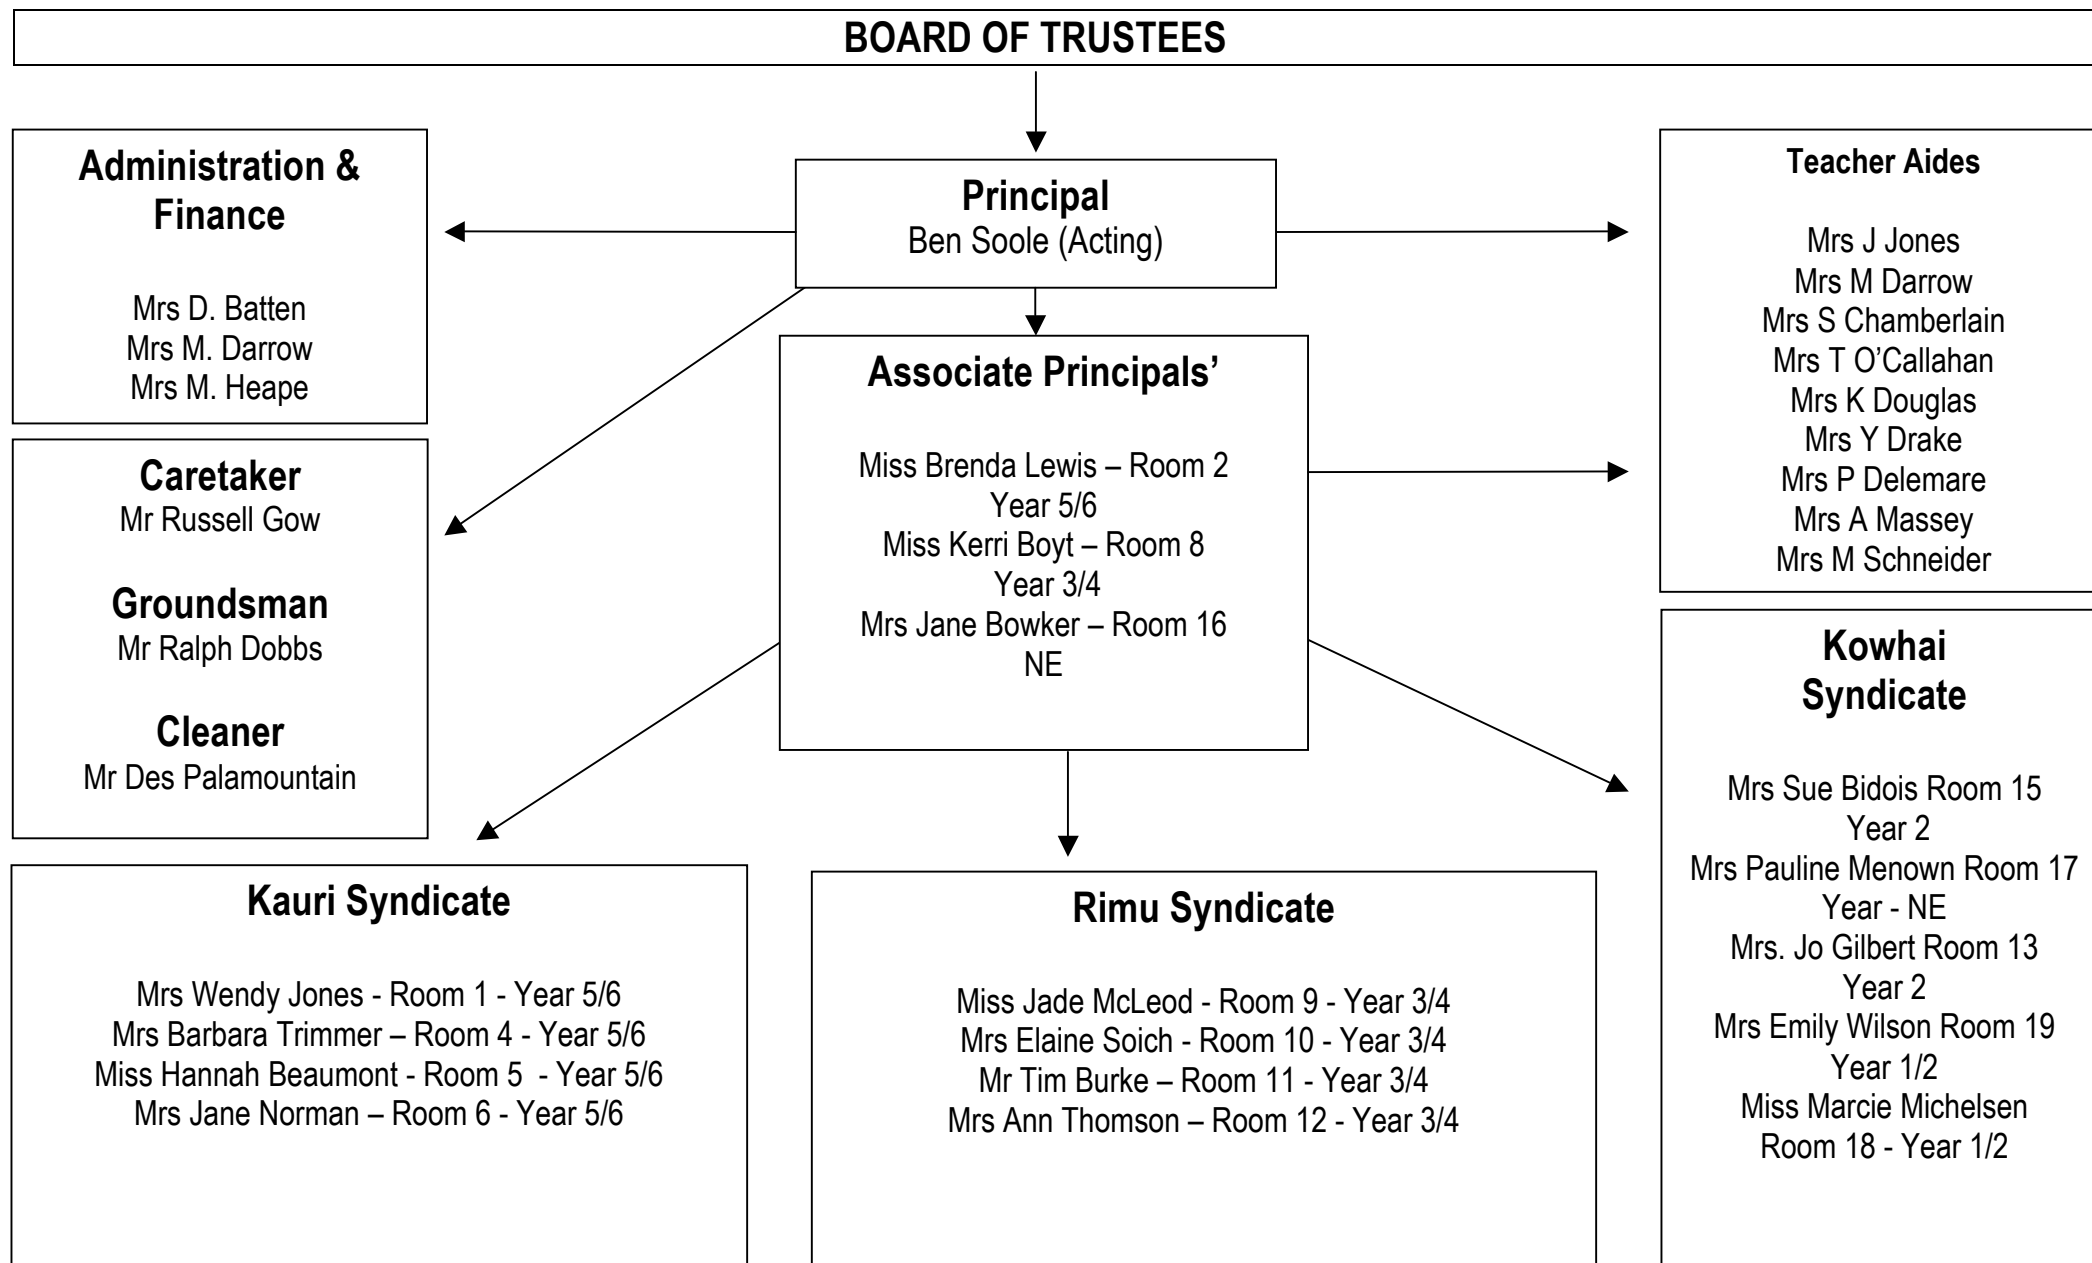 BOARD OF TRUSTEES
Administration &
Finance
Mrs D. Batten
Mrs M. Darrow
Mrs M. Heape
Principal
Ben Soole (Acting)
Teacher Aides
Mrs J Jones
Mrs M Darrow
Mrs S Chamberlain
Mrs T O’Callahan
Mrs K Douglas
Mrs Y Drake
Mrs P Delemare
Mrs A Massey
Mrs M Schneider
Associate Principals’
Miss Brenda Lewis – Room 2
Year 5/6
Miss Kerri Boyt – Room 8
Year 3/4
Mrs Jane Bowker – Room 16
NE
Caretaker
Mr Russell Gow
Groundsman
Mr Ralph Dobbs
Cleaner
Mr Des Palamountain
Kowhai
Syndicate
Mrs Sue Bidois Room 15
Year 2
Mrs Pauline Menown Room 17
Year - NE
Mrs. Jo Gilbert Room 13
Year 2
Mrs Emily Wilson Room 19
Year 1/2
Miss Marcie Michelsen
Room 18 - Year 1/2
Kauri Syndicate
Mrs Wendy Jones - Room 1 - Year 5/6
Mrs Barbara Trimmer – Room 4 - Year 5/6
Miss Hannah Beaumont - Room 5  - Year 5/6
Mrs Jane Norman – Room 6 - Year 5/6
Rimu Syndicate
Miss Jade McLeod - Room 9 - Year 3/4
Mrs Elaine Soich - Room 10 - Year 3/4
Mr Tim Burke – Room 11 - Year 3/4
Mrs Ann Thomson – Room 12 - Year 3/4